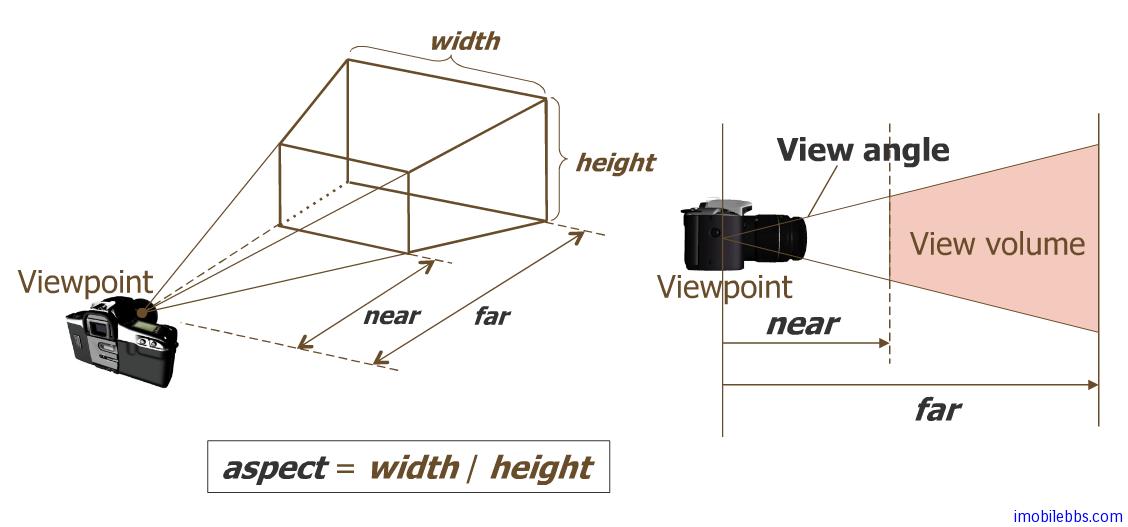 width
height
Viewpoint
near
far
aspect = width / height
View angle
View volume
Viewpoint
near
far
imobilebbs.com